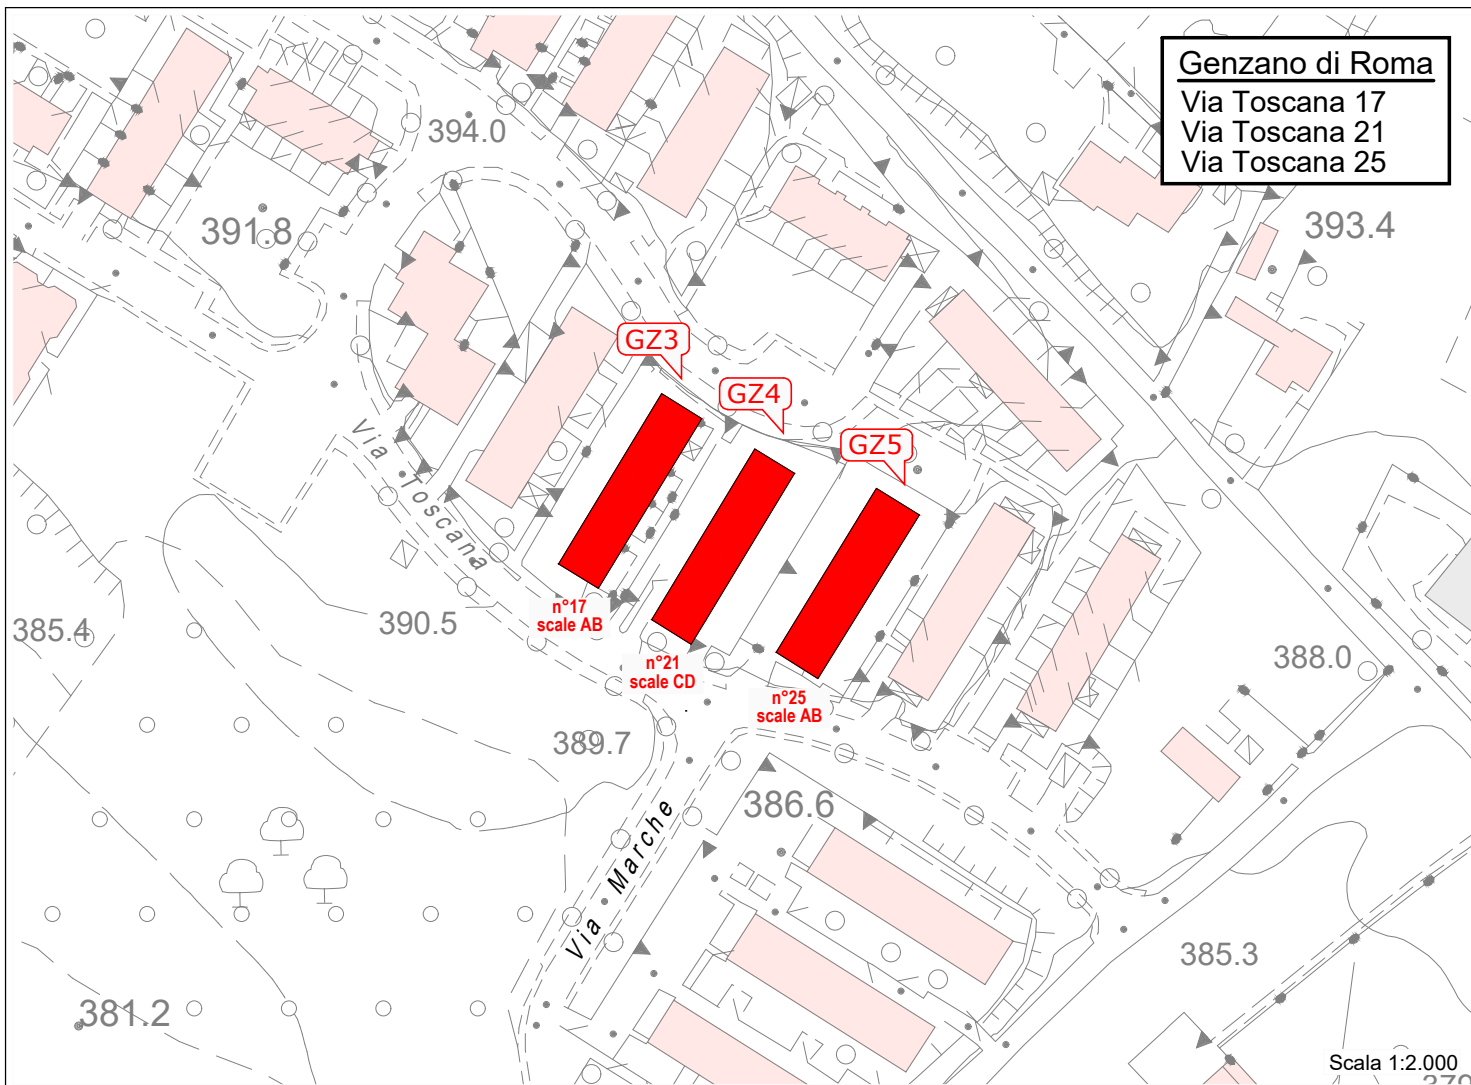 Genzano di Roma
Via Toscana 17
Via Toscana 21
Via Toscana 25
394.0
391.8
393.4
GZ3
GZ4
GZ5
Via Toscana
n°17
scale AB
n°21
scale CD
n°25
scale AB
385.4
390.5
388.0
389.7
386.6
Via Marche
385.3
381.2
Scala 1:2.000